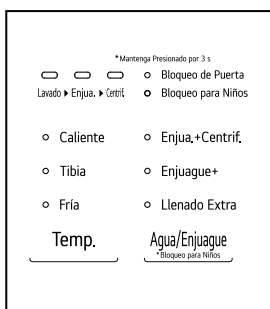 *Mantenga Presionado por 3 s
Bloqueo de Puerta
Lavado ▸ Enjua. ▸ Centrif. Bloqueo para Niños
Caliente Enjua.+Centrif.
Tibia Enjuague+
Fría Llenado Extra
Temp. Agua/Enjuague
*Bloqueo para Niños